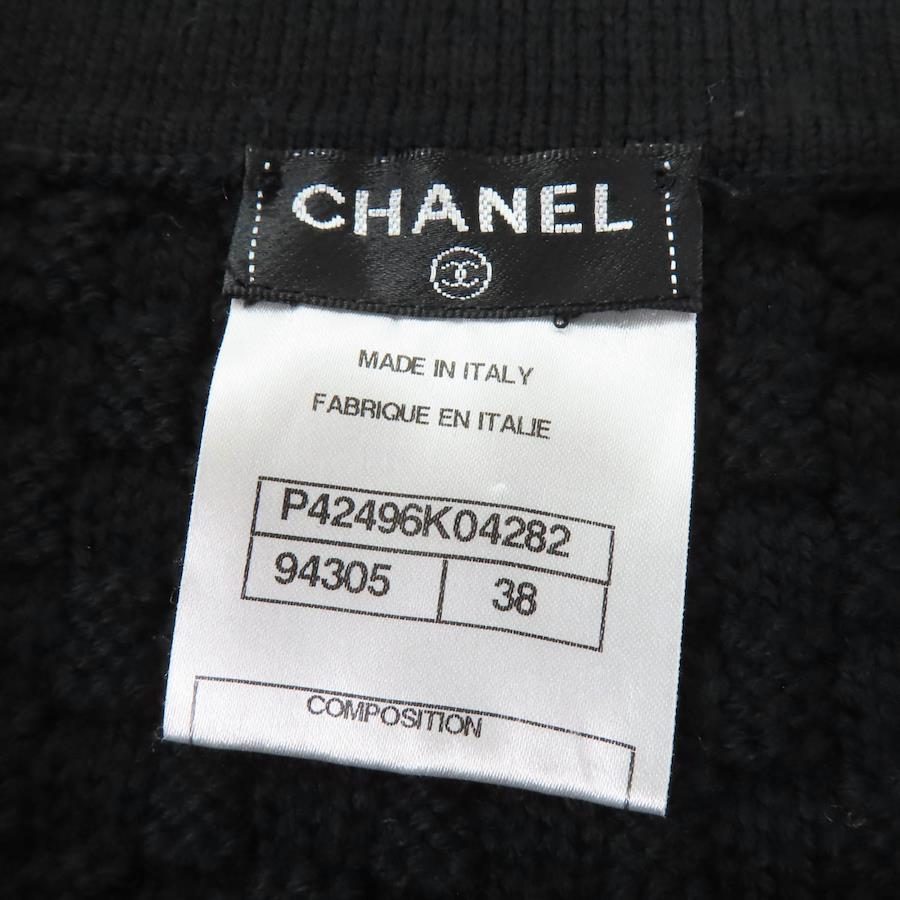 CHANEL
MADE IN ITALY
FABRIQUE EN ITALIE
P42496K04282
94305 38
COMPOSITION